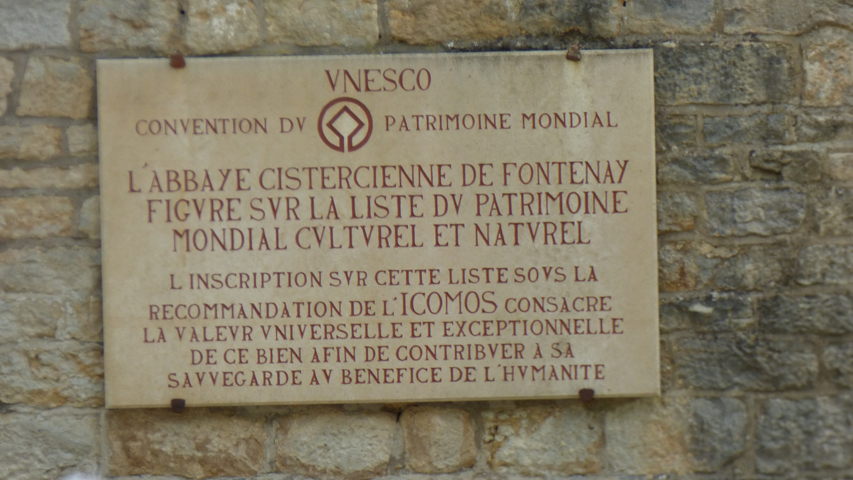 VNESCO
CONVENTION DV PATRIMOINE MONDIAL
L'ABBAYE CISTERCIENNE DE FONTENAY
FIGVRE SVR LA LISTE DV PATRIMOINE
MONDIAL CVLTVREL ET NATVREL
L INSCRIPTION SVR CETTE LISTE SOVS LA
RECOMMANDATION DE L'ICOMOS CONSACRE
LA VALEVR VNIVERSELLE ET EXCEPTIONNELLE
DE CE BIEN AFIN DE CONTRIBVER A SA
SAVVEGARDE AV BENEFICE DE L'HVMANITE